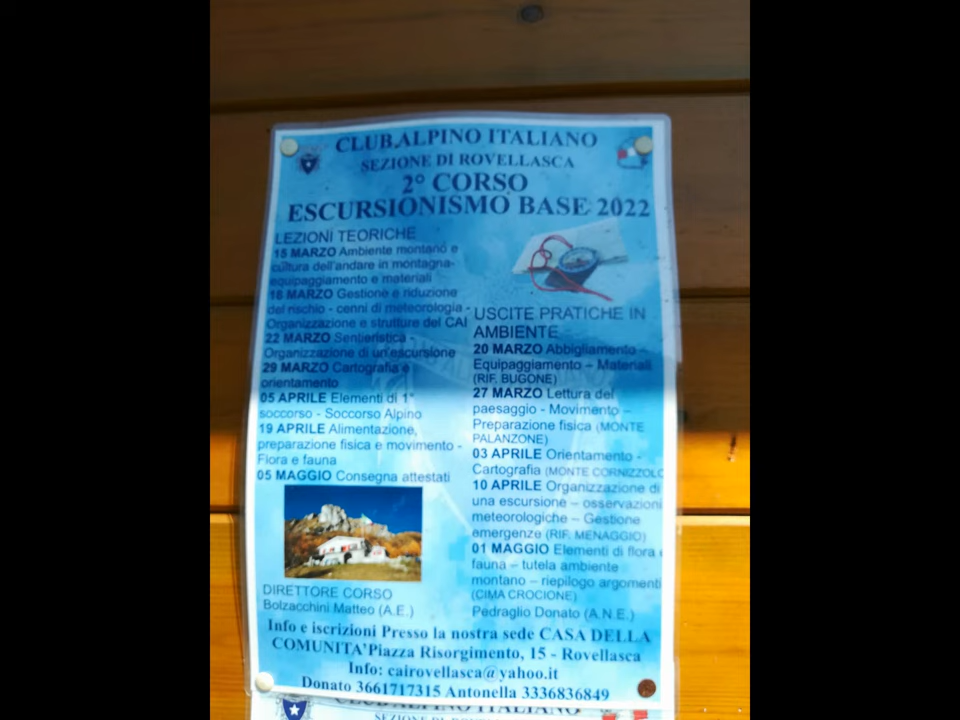 CLUB ALPINO ITALIANO
SEZIONE DI ROVELLASCA
2° CORSO
ESCURSIONISMO BASE 2022
LEZIONI TEORICHE
15 MARZO Ambiente montano e
cultura dell'andare in montagna-
equipaggiamento e materiali
18 MARZO Gestione e riduzione
del rischio - cenni di meteorologia -
Organizzazione e strutture del CAI
22 MARZO Sentieristica -
Organizzazione di un'escursione
29 MARZO Cartografia e
orientamento
05 APRILE Elementi di 1°
soccorso - Soccorso Alpino
19 APRILE Alimentazione,
preparazione fisica e movimento -
Flora e fauna
05 MAGGIO Consegna attestati
DIRETTORE CORSO
Bolzacchini Matteo (A.E.)
USCITE PRATICHE IN
AMBIENTE
20 MARZO Abbigliamento –
Equipaggiamento – Materiali
(RIF. BUGONE)
27 MARZO Lettura del
paesaggio - Movimento –
Preparazione fisica (MONTE
PALANZONE)
03 APRILE Orientamento -
Cartografia (MONTE CORNIZZOLO
10 APRILE Organizzazione di
una escursione – osservazioni
meteorologiche – Gestione
emergenze (RIF. MENAGGIO)
01 MAGGIO Elementi di flora e
fauna – tutela ambiente
montano – riepilogo argomenti
(CIMA CROCIONE)
Pedraglio Donato (A.N.E.)
Info e iscrizioni Presso la nostra sede CASA DELLA
COMUNITA' Piazza Risorgimento, 15 - Rovellasca
Info: cairovellasca@yahoo.it
Donato 3661717315 Antonella 3336836849
CLUB ALPINO ITALIANO
SEZIONE DI ROVELLASCA